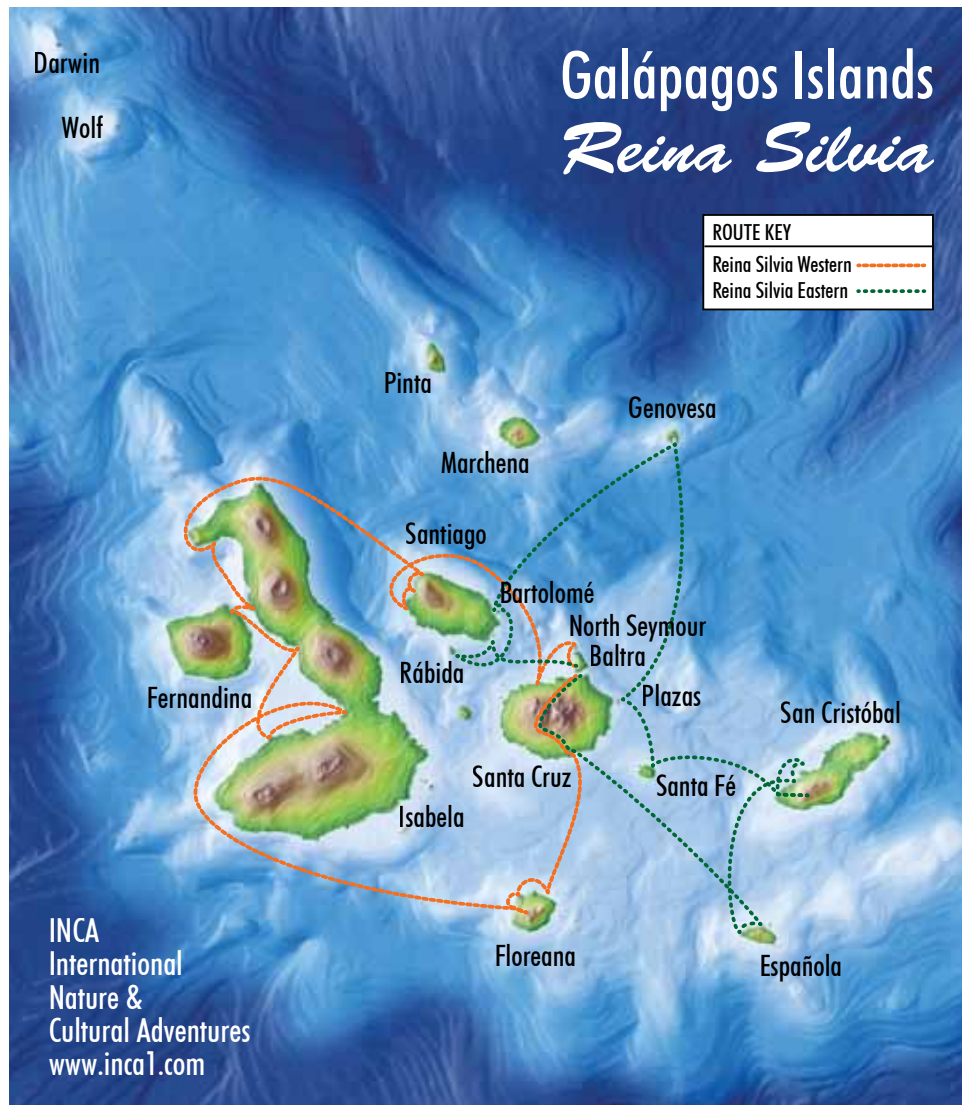 Darwin
Wolf
Galápagos Islands
Reina Silvia
ROUTE KEY
Reina Silvia Western
Reina Silvia Eastern
Pinta
Genovesa
Marchena
Santiago
Bartolomé
North Seymour
Baltra
Rábida
Fernandina
Plazas
San Cristóbal
Santa Cruz
Santa Fé
Isabela
Floreana
Española
INCA
International
Nature &
Cultural Adventures
www.inca1.com